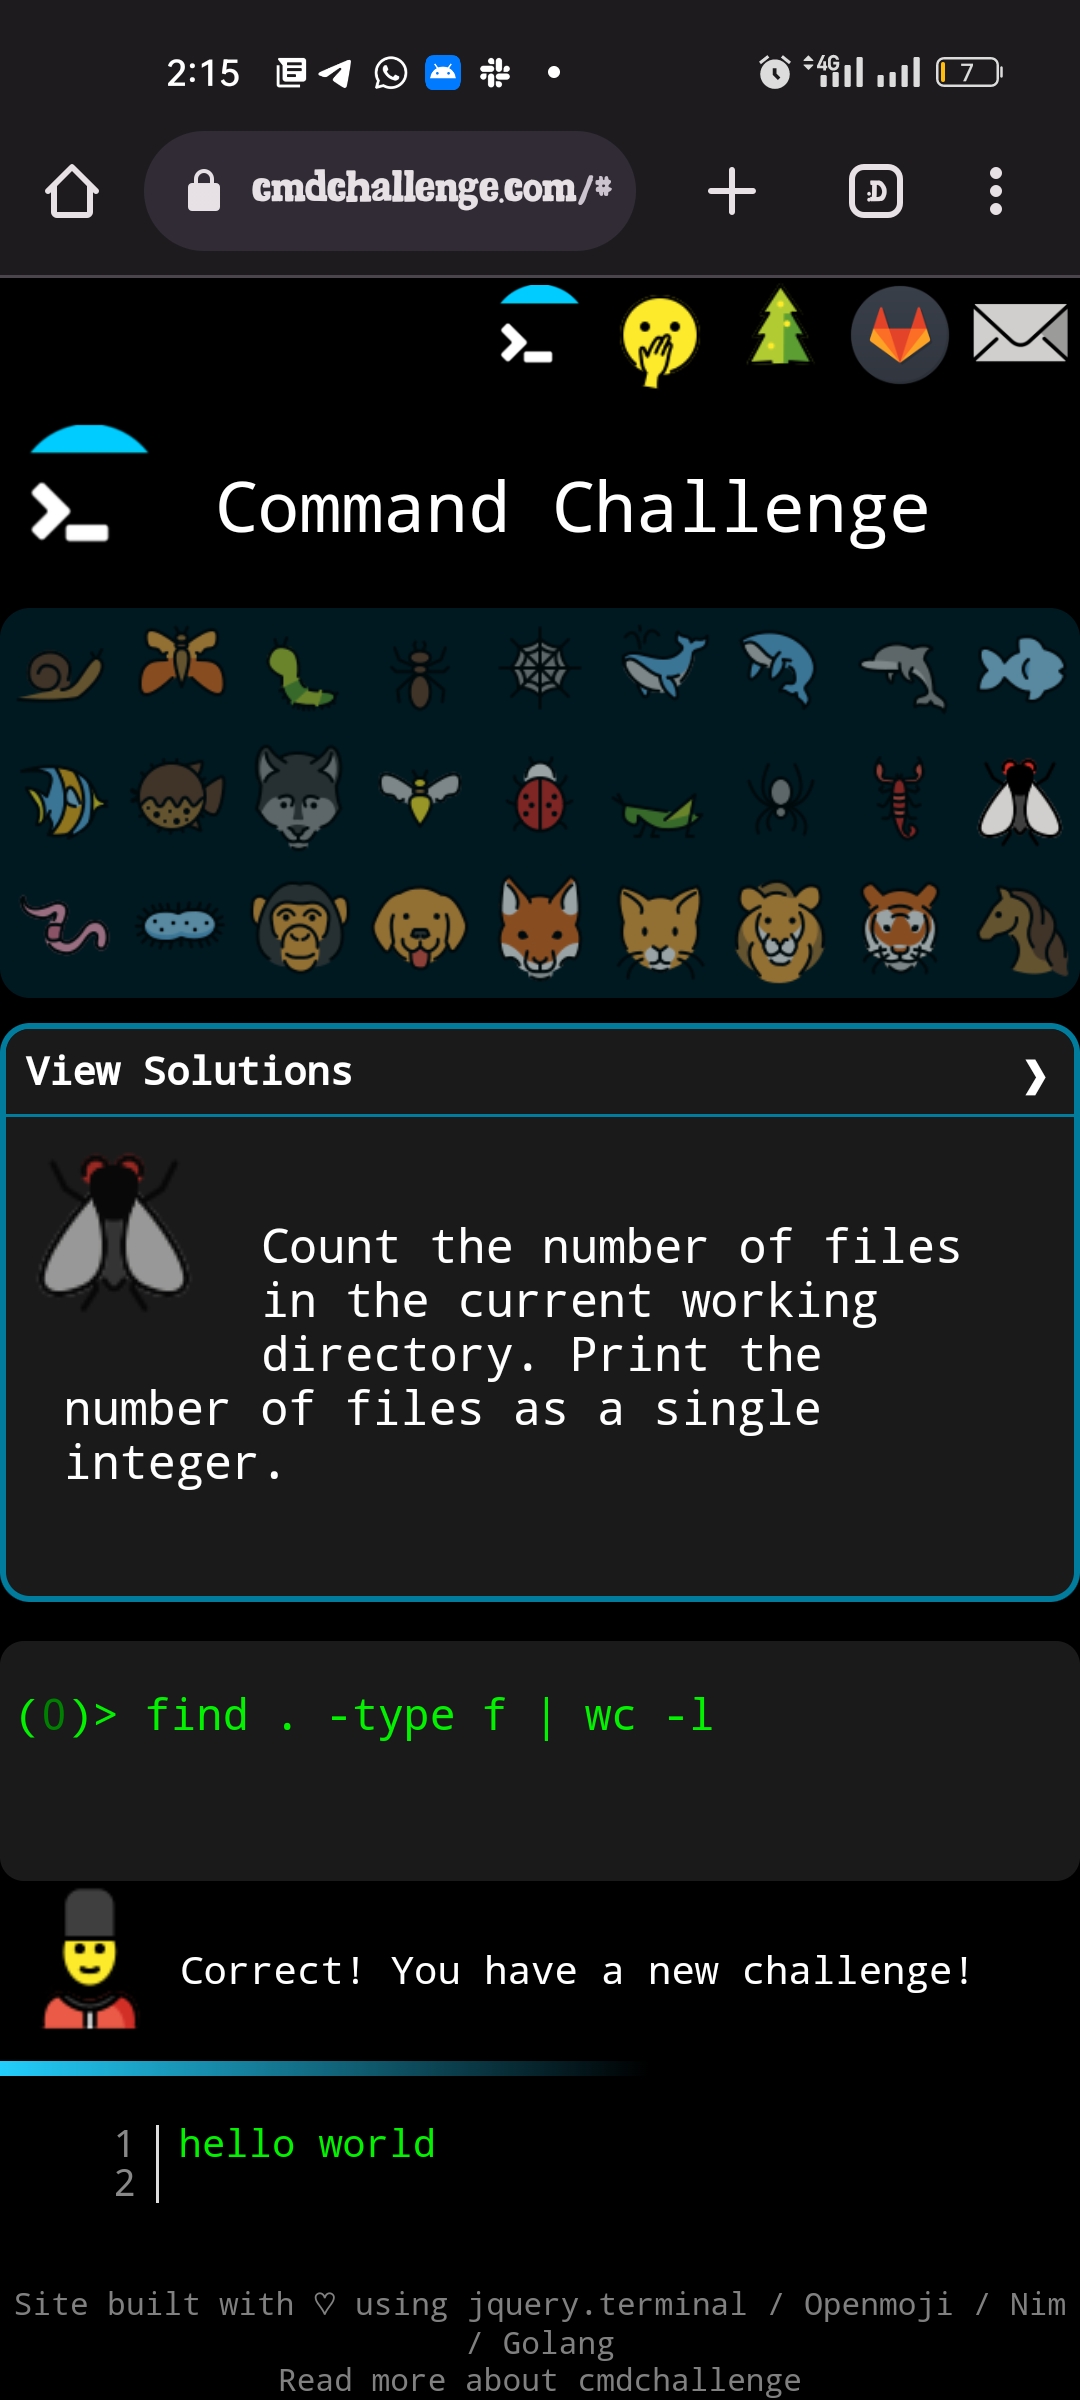 2:15
4G
7
cmdchallenge.com/#
:D
Command Challenge
View Solutions
Count the number of files
in the current working
directory. Print the
number of files as a single
integer.
(0)> find . -type f | wc -l
Correct! You have a new challenge!
1 hello world
2
Site built with ♡ using jquery.terminal / Openmoji / Nim
/ Golang
Read more about cmdchallenge